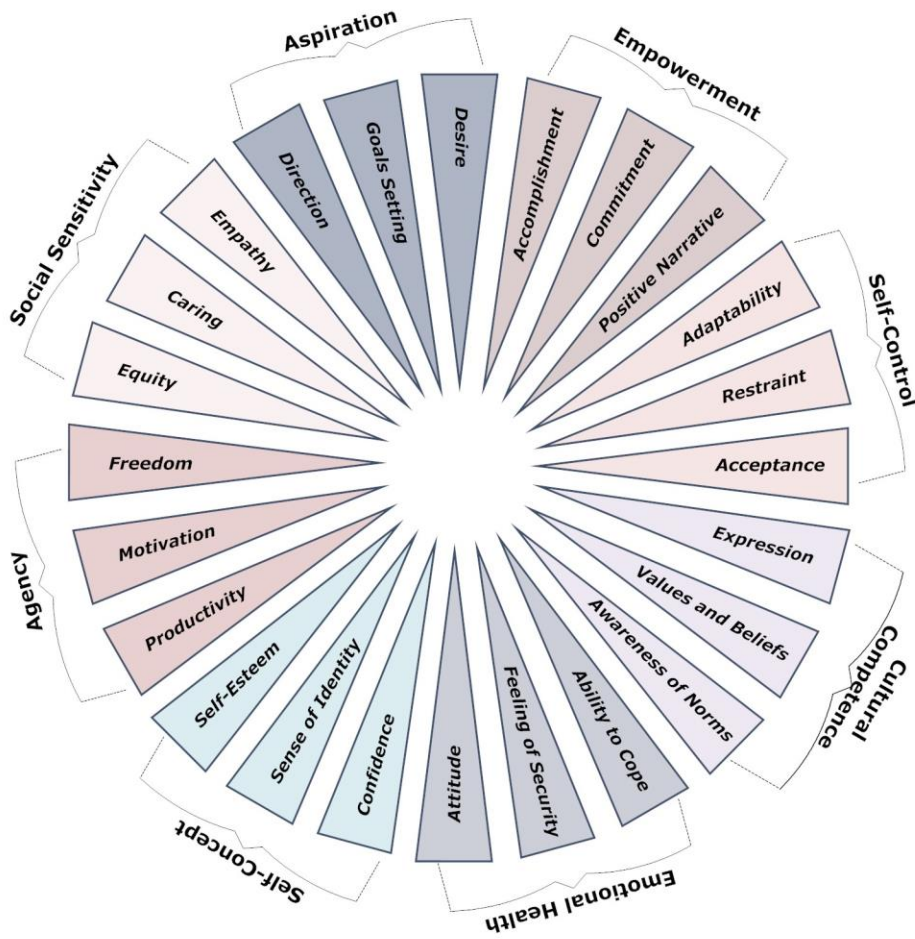 Aspiration
Direction
Goals Setting
Desire
Empowerment
Accomplishment
Commitment
Positive Narrative
Self-Control
Adaptability
Restraint
Acceptance
Cultural
Competence
Expression
Values and Beliefs
Awareness of Norms
Emotional Health
Ability to Cope
Feeling of Security
Attitude
Self-Concept
Confidence
Sense of Identity
Self-Esteem
Agency
Productivity
Motivation
Freedom
Social Sensitivity
Equity
Caring
Empathy